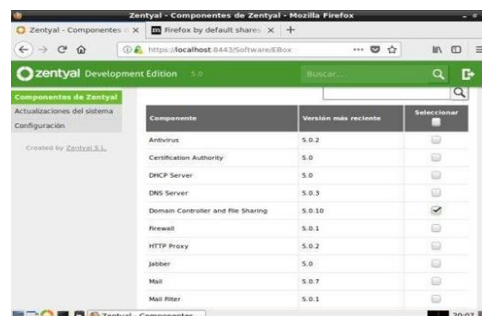 Zentyal - Componentes de Zentyal - Mozilla Firefox
Zentyal - Componentes
Firefox by default shares
https://localhost:8443/Software/EBox
zentyal Development Edition 5.0
Buscar...
Componentes de Zentyal
Actualizaciones del sistema
Configuración
Created by Zentyal S.L.
Componente Versión más reciente Seleccionar
Antivirus 5.0.2
Certification Authority 5.0
DHCP Server 5.0
DNS Server 5.0.3
Domain Controller and File Sharing 5.0.10
Firewall 5.0.1
HTTP Proxy 5.0.2
Jabber 5.0
Mail 5.0.7
Mail Filter 5.0.1
Zentyal - Componentes
20:07